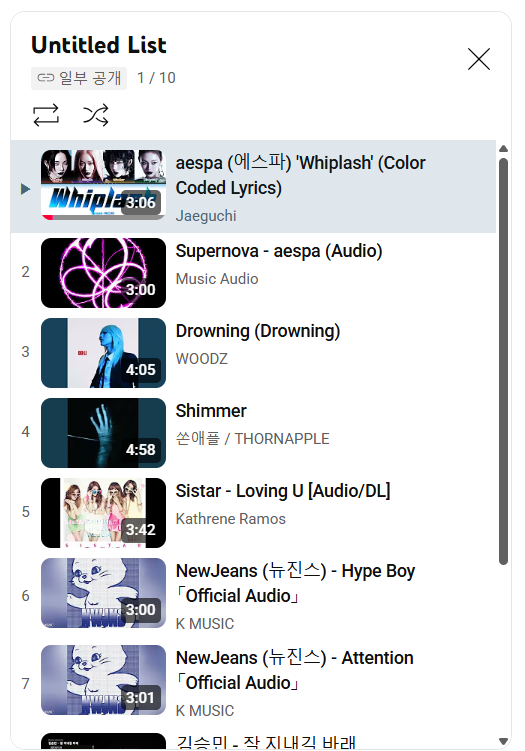 Untitled List
일부 공개 1 / 10
Whiplash
3:06
aespa (에스파) 'Whiplash' (Color
Coded Lyrics)
Jaeguchi
2
3:00
Supernova - aespa (Audio)
Music Audio
3
4:05
Drowning (Drowning)
WOODZ
4
4:58
Shimmer
쏜애플 / THORNAPPLE
5
3:42
Sistar - Loving U [Audio/DL]
Kathrene Ramos
6
3:00
NewJeans (뉴진스) - Hype Boy
「Official Audio」
K MUSIC
7
3:01
NewJeans (뉴진스) - Attention
「Official Audio」
K MUSIC
김승민 - 잘 지내길 바래